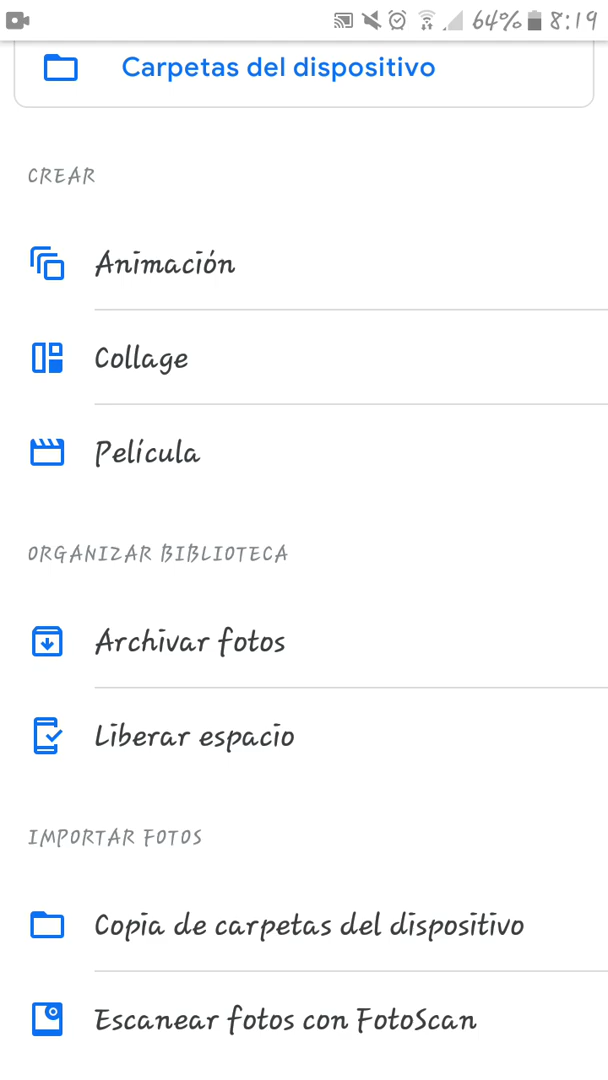 64% 8:19
Carpetas del dispositivo
CREAR
Animación
Collage
Película
ORGANIZAR BIBLIOTECA
Archivar fotos
Liberar espacio
IMPORTAR FOTOS
Copia de carpetas del dispositivo
Escanear fotos con FotoScan